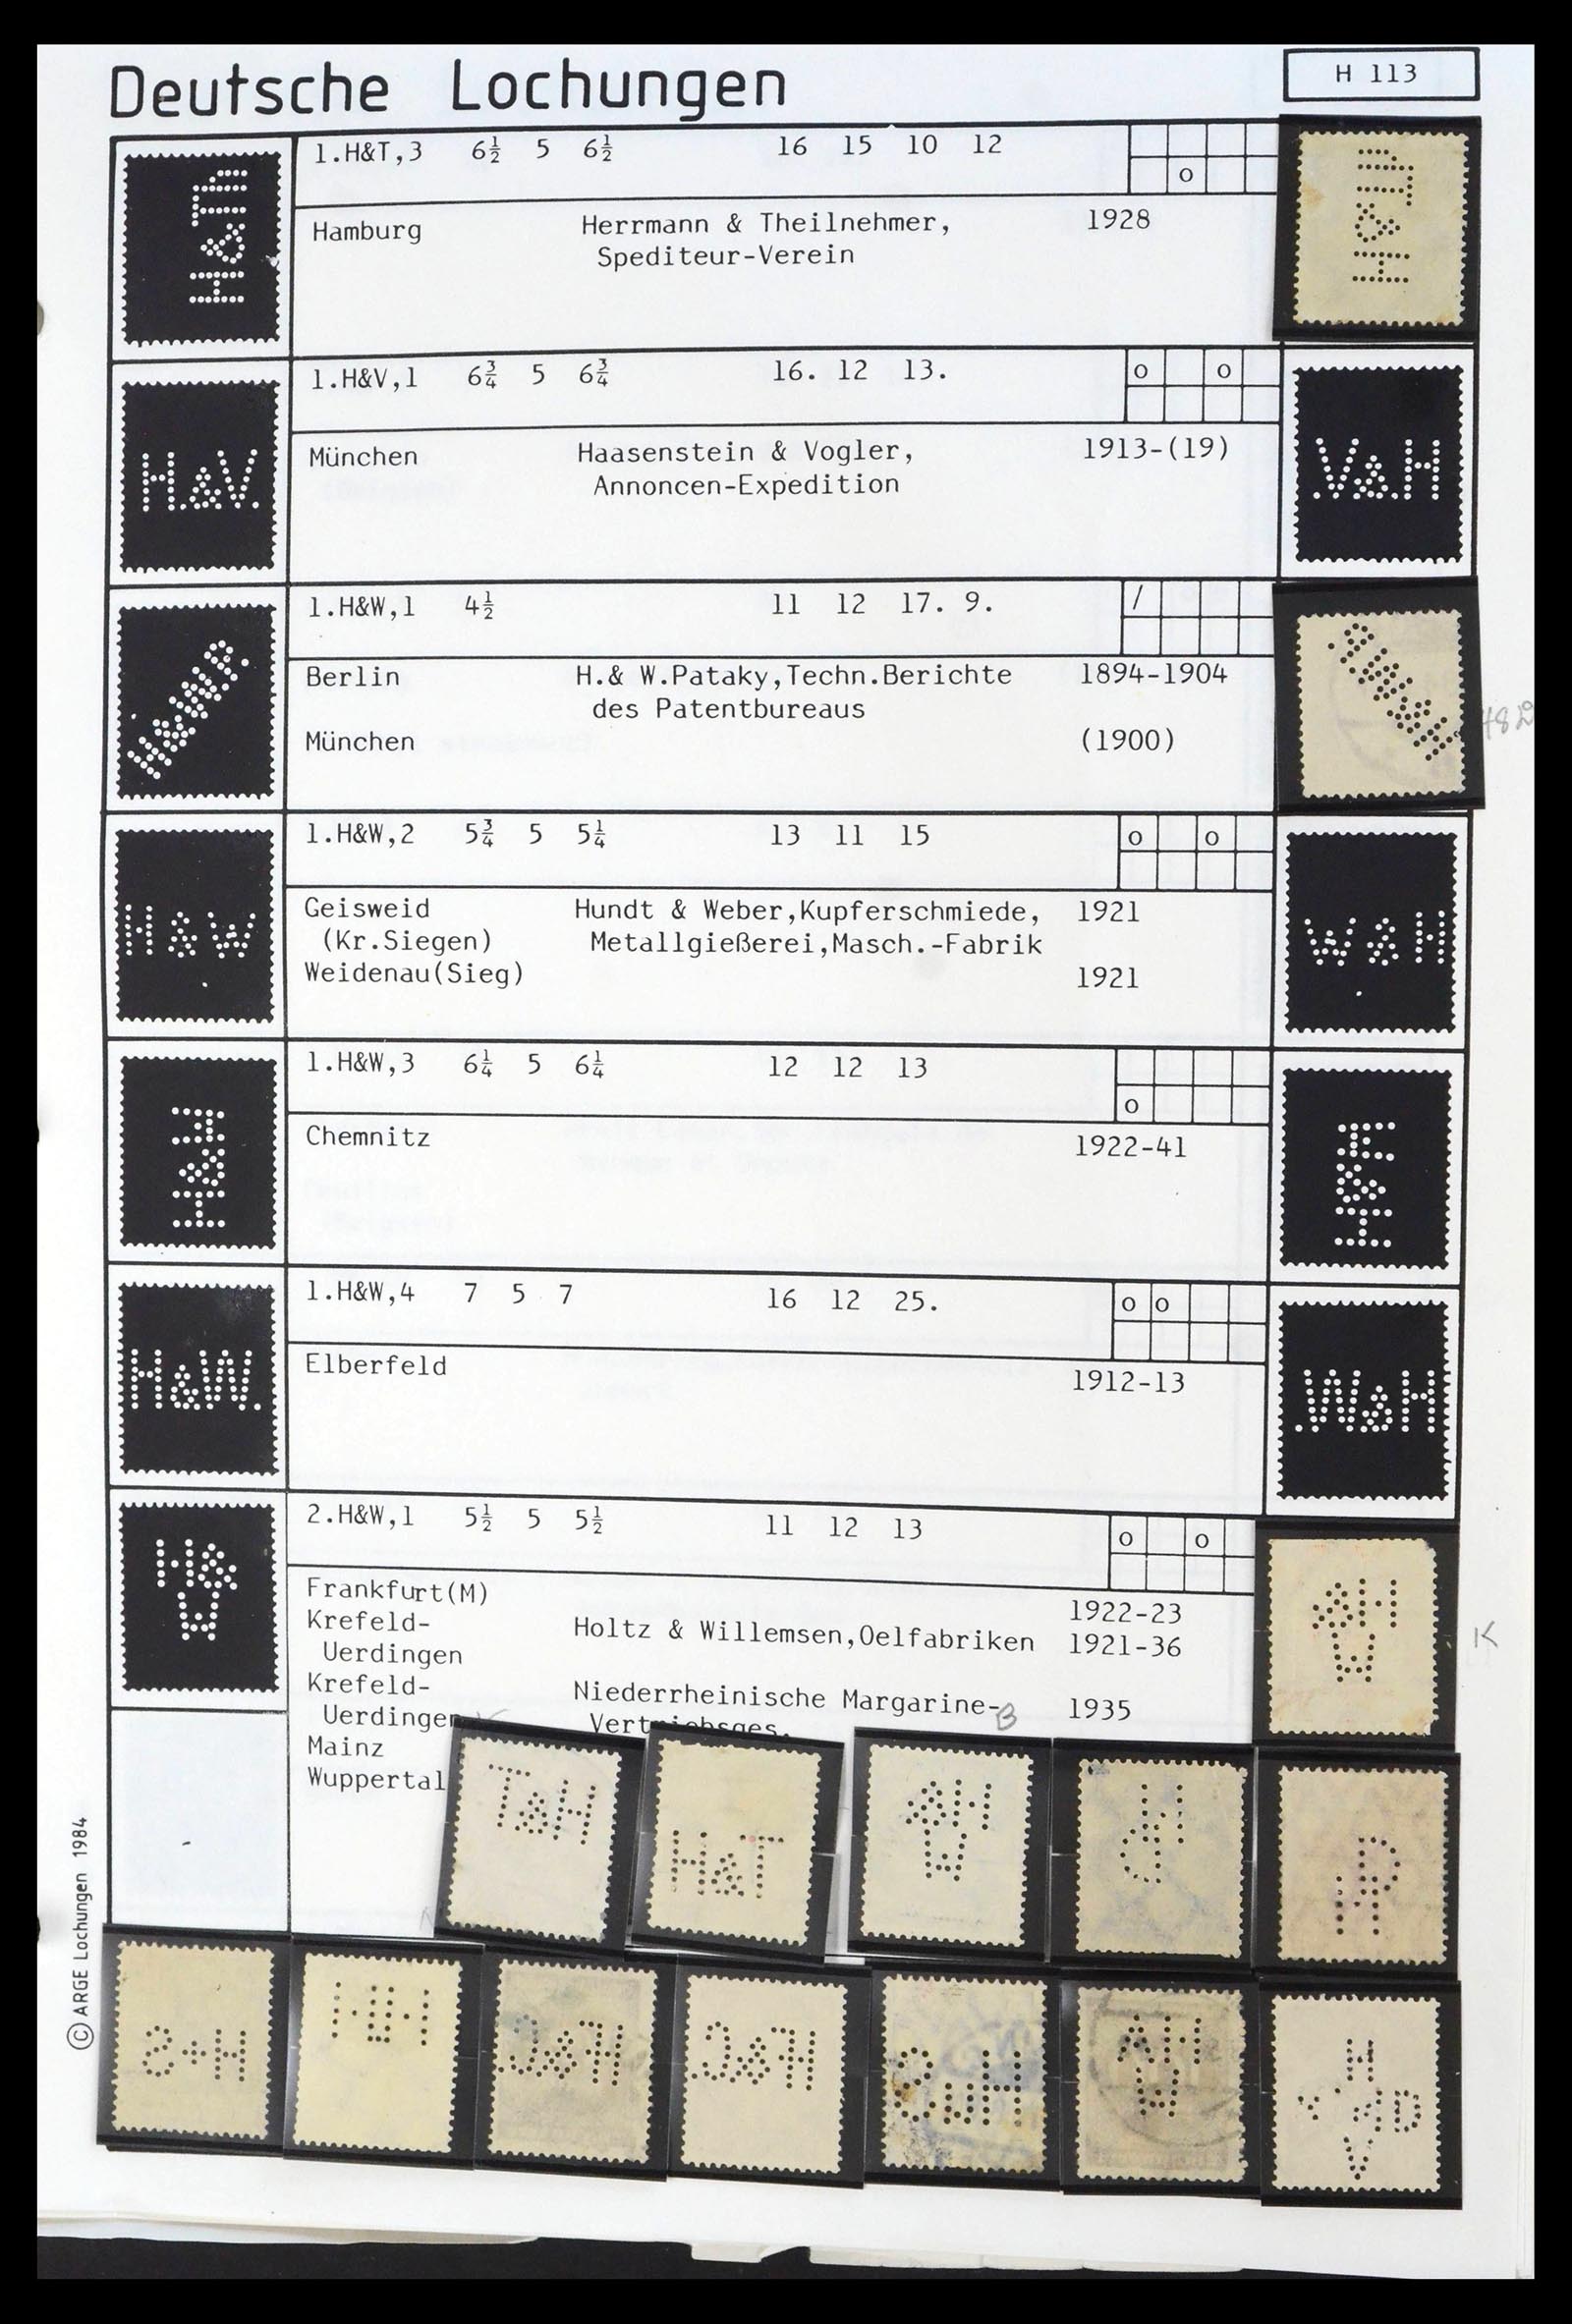 Deutsche Lochungen
H 113
1.H&T,3 6½ 5 6½ 16 15 10 12
o
H&Th
H&Th
Hamburg Herrmann & Theilnehmer, 1928
Spediteur-Verein
1.H&V,1 6¾ 5 6¾ 16. 12 13.
o o
H.&V.
.V&.H
München Haasenstein & Vogler, 1913-(19)
Annoncen-Expedition
1.H&W,1 4½ 11 12 17. 9.
/
H&W.P.
Berlin H.& W.Pataky,Techn.Berichte 1894-1904
des Patentbureaus
München (1900)
1.H&W,2 5¾ 5 5¼ 13 11 15
o o
H&W
W&H
Geisweid Hundt & Weber,Kupferschmiede, 1921
(Kr.Siegen) Metallgießerei,Masch.-Fabrik
Weidenau(Sieg) 1921
1.H&W,3 6¼ 5 6¼ 12 12 13
o
H&W
Chemnitz 1922-41
1.H&W,4 7 5 7 16 12 25.
o o
H&W.
.W&H
Elberfeld 1912-13
2.H&W,1 5½ 5 5½ 11 12 13
o o
H&
W
&H
W
K
Frankfurt(M) 1922-23
Krefeld- Holtz & Willemsen,Oelfabriken 1921-36
Uerdingen
Krefeld- Niederrheinische Margarine- 1935
Uerdingen Vertriebsges.
B
Mainz
Wuppertal
T&H
H&T
&H
W
S+H
HH
.C&H
C&H
SuH
H
D
V
© ARGE Lochungen 1984